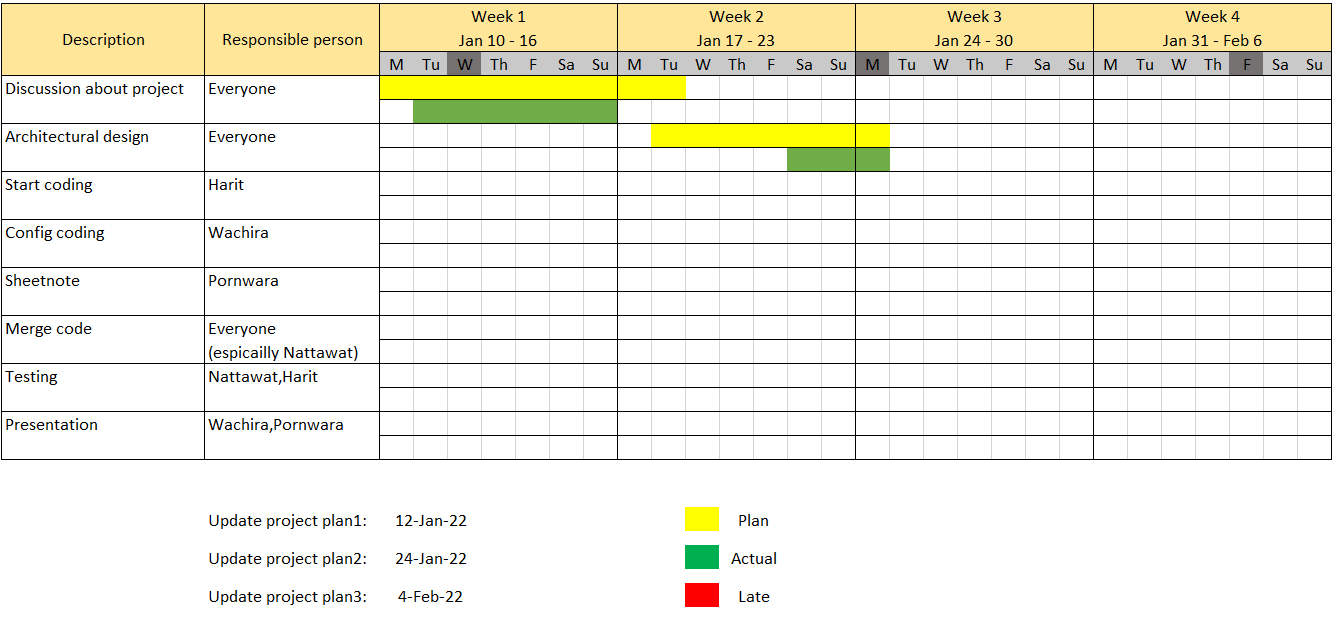 Description Responsible person Week 1 Week 2 Week 3 Week 4
Jan 10 - 16 Jan 17 - 23 Jan 24 - 30 Jan 31 - Feb 6
M Tu W Th F Sa Su M Tu W Th F Sa Su M Tu W Th F Sa Su M Tu W Th F Sa Su
Discussion about project Everyone
Architectural design Everyone
Start coding Harit
Config coding Wachira
Sheetnote Pornwara
Merge code Everyone
(espicailly Nattawat)
Testing Nattawat,Harit
Presentation Wachira,Pornwara
Update project plan1: 12-Jan-22 Plan
Update project plan2: 24-Jan-22 Actual
Update project plan3: 4-Feb-22 Late